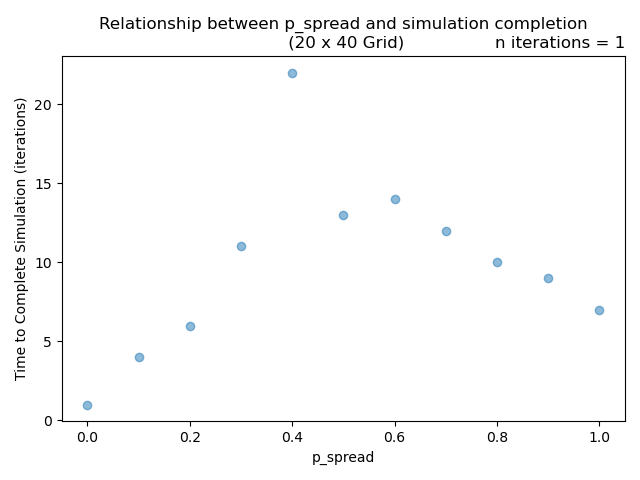 Relationship between p_spread and simulation completion
(20 x 40 Grid)
n iterations = 1
Time to Complete Simulation (iterations)
20
15
10
5
0
0.0 0.2 0.4 0.6 0.8 1.0
p_spread